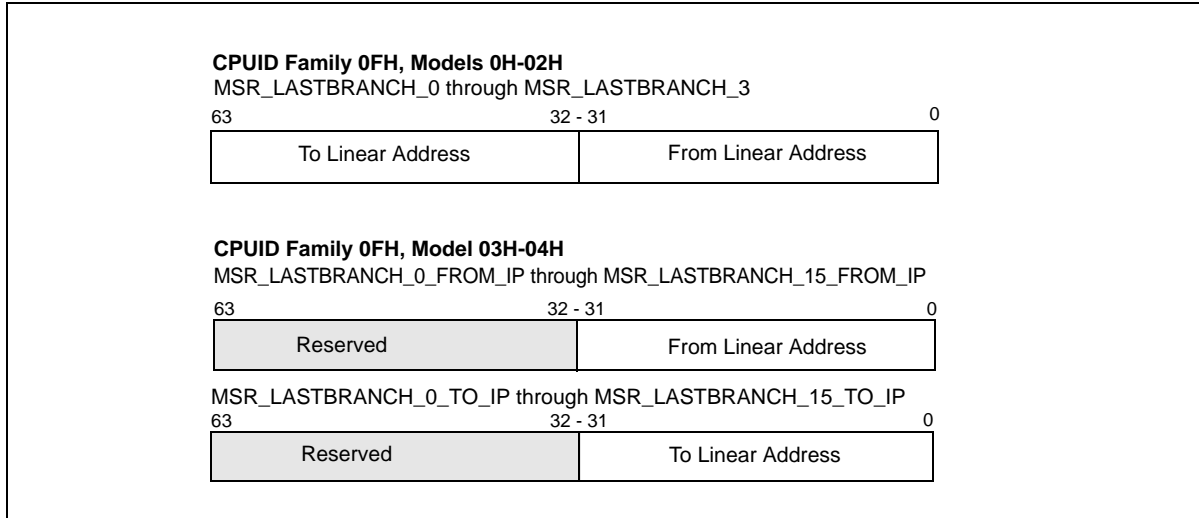 CPUID Family 0FH, Models 0H-02H
MSR_LASTBRANCH_0 through MSR_LASTBRANCH_3
63 32 - 31 0
To Linear Address From Linear Address
CPUID Family 0FH, Model 03H-04H
MSR_LASTBRANCH_0_FROM_IP through MSR_LASTBRANCH_15_FROM_IP
63 32 - 31 0
Reserved From Linear Address
MSR_LASTBRANCH_0_TO_IP through MSR_LASTBRANCH_15_TO_IP
63 32 - 31 0
Reserved To Linear Address